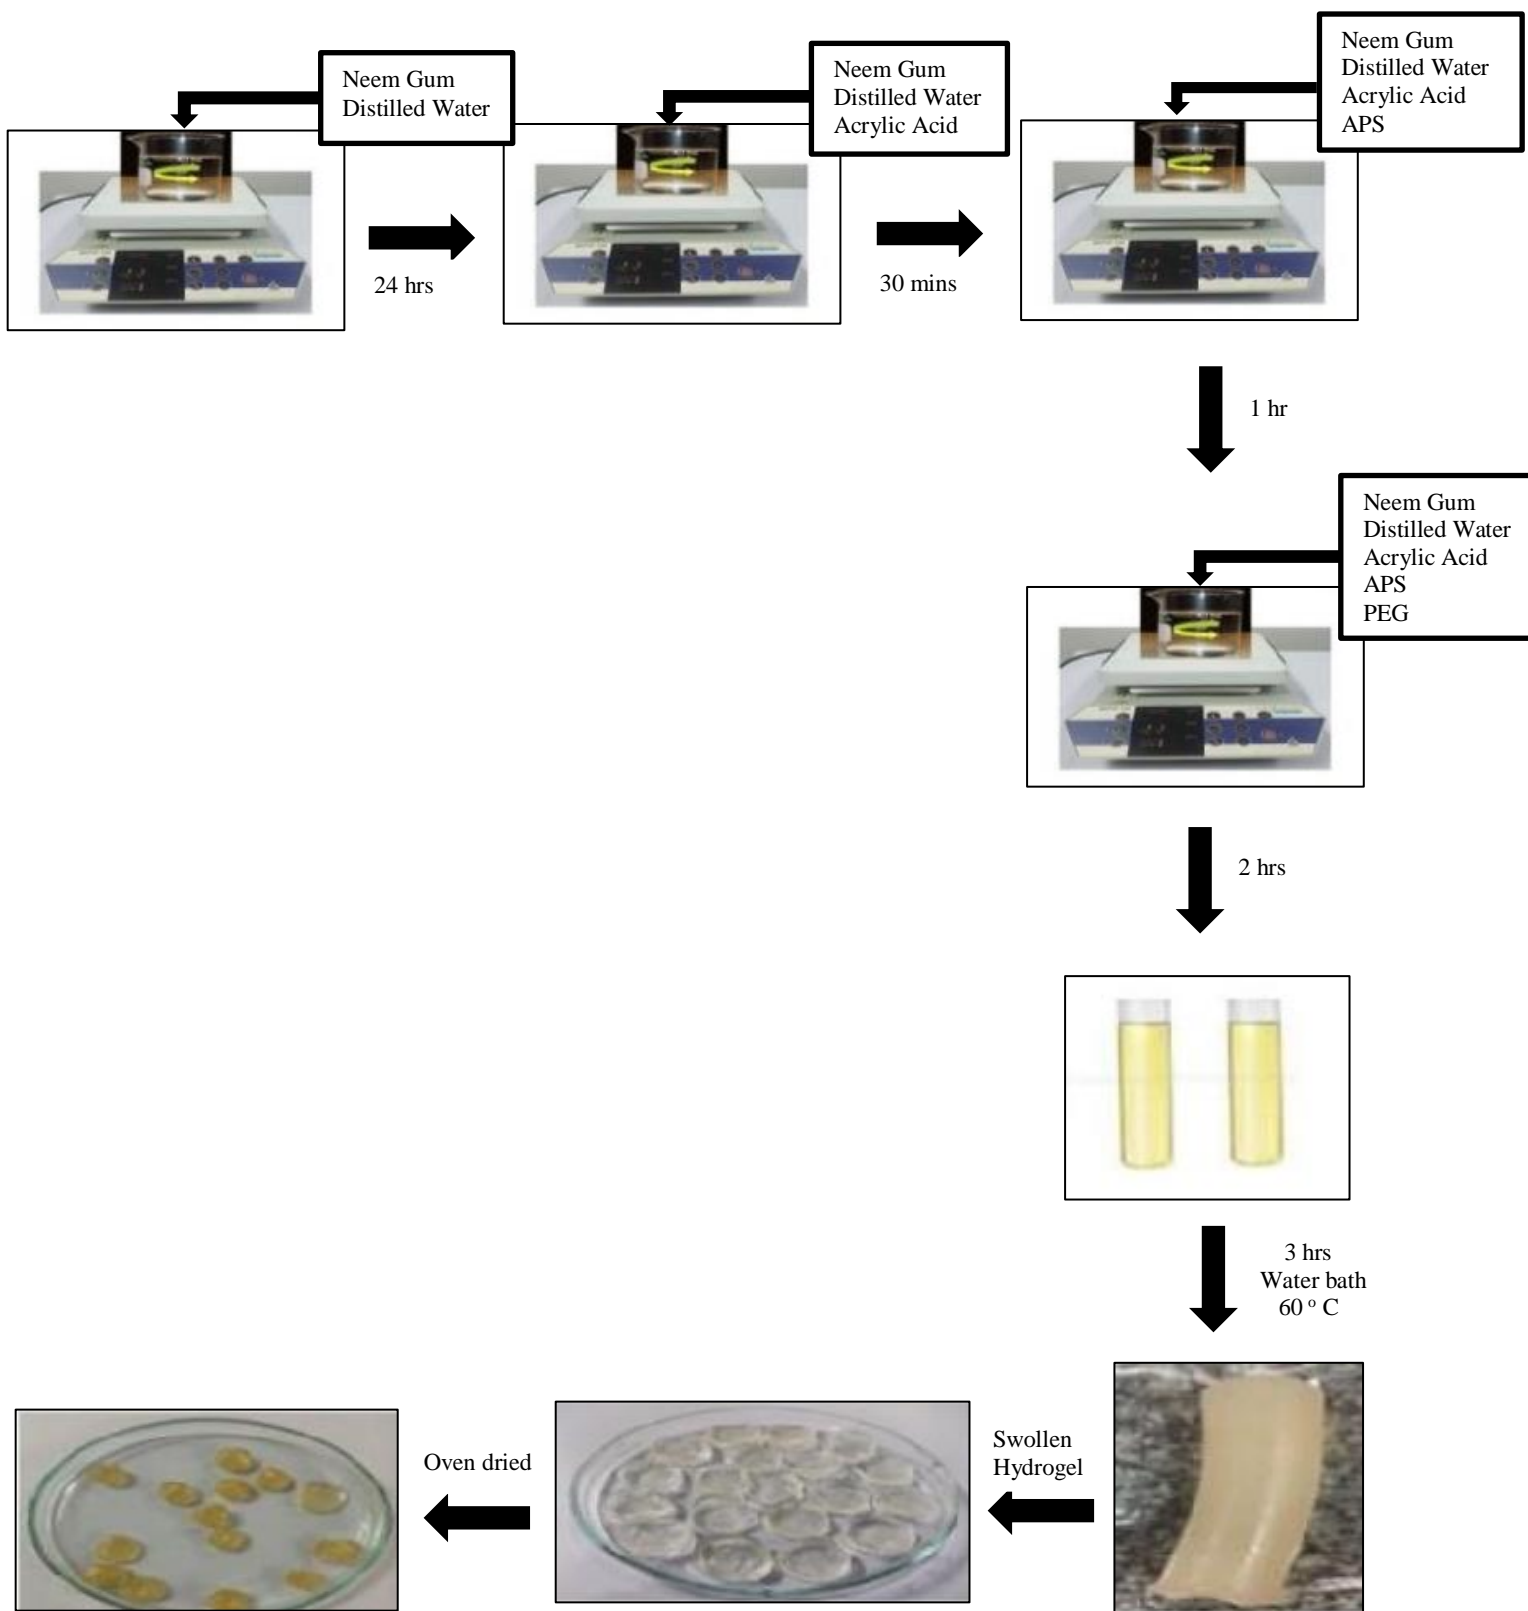 Neem Gum
Distilled Water
Neem Gum
Distilled Water
Acrylic Acid
Neem Gum
Distilled Water
Acrylic Acid
APS
24 hrs
30 mins
1 hr
Neem Gum
Distilled Water
Acrylic Acid
APS
PEG
2 hrs
3 hrs
Water bath
60 º C
Swollen
Hydrogel
Oven dried